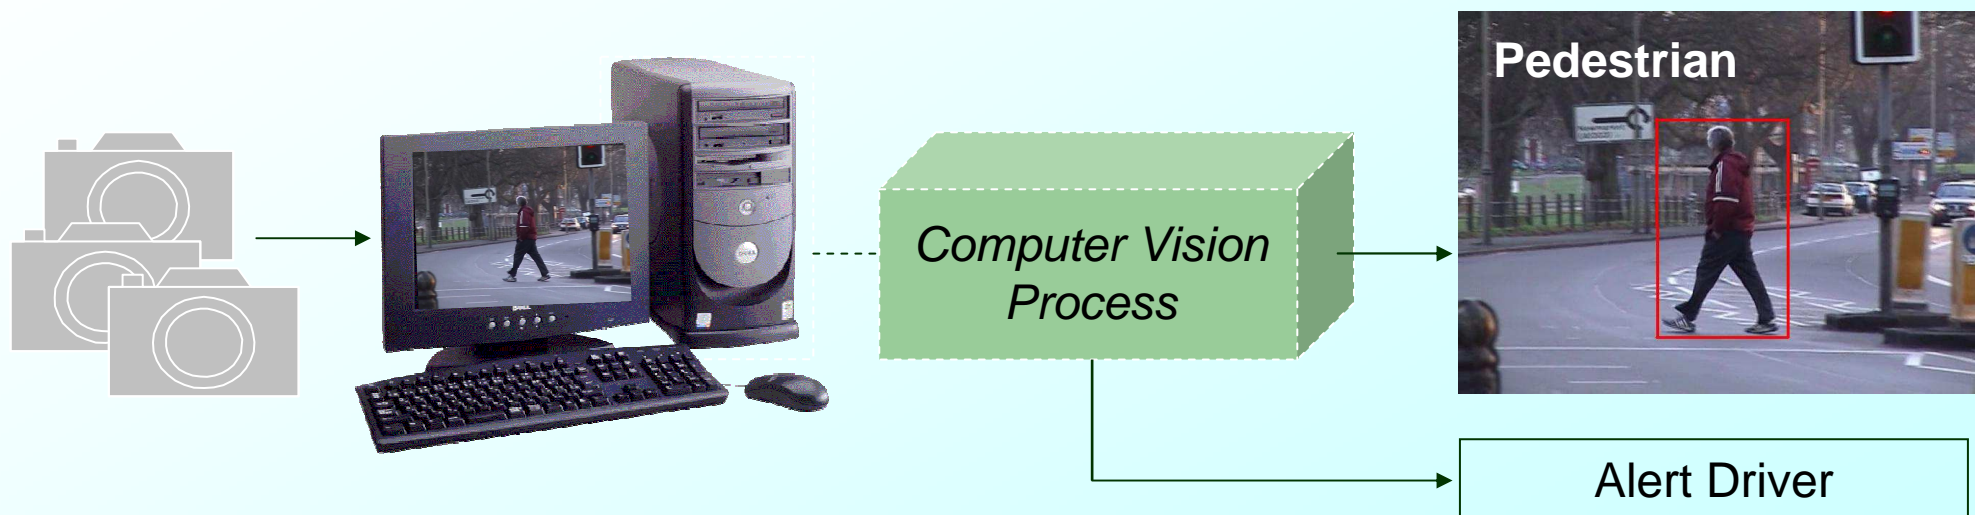 Pedestrian
Computer Vision
Process
Alert Driver